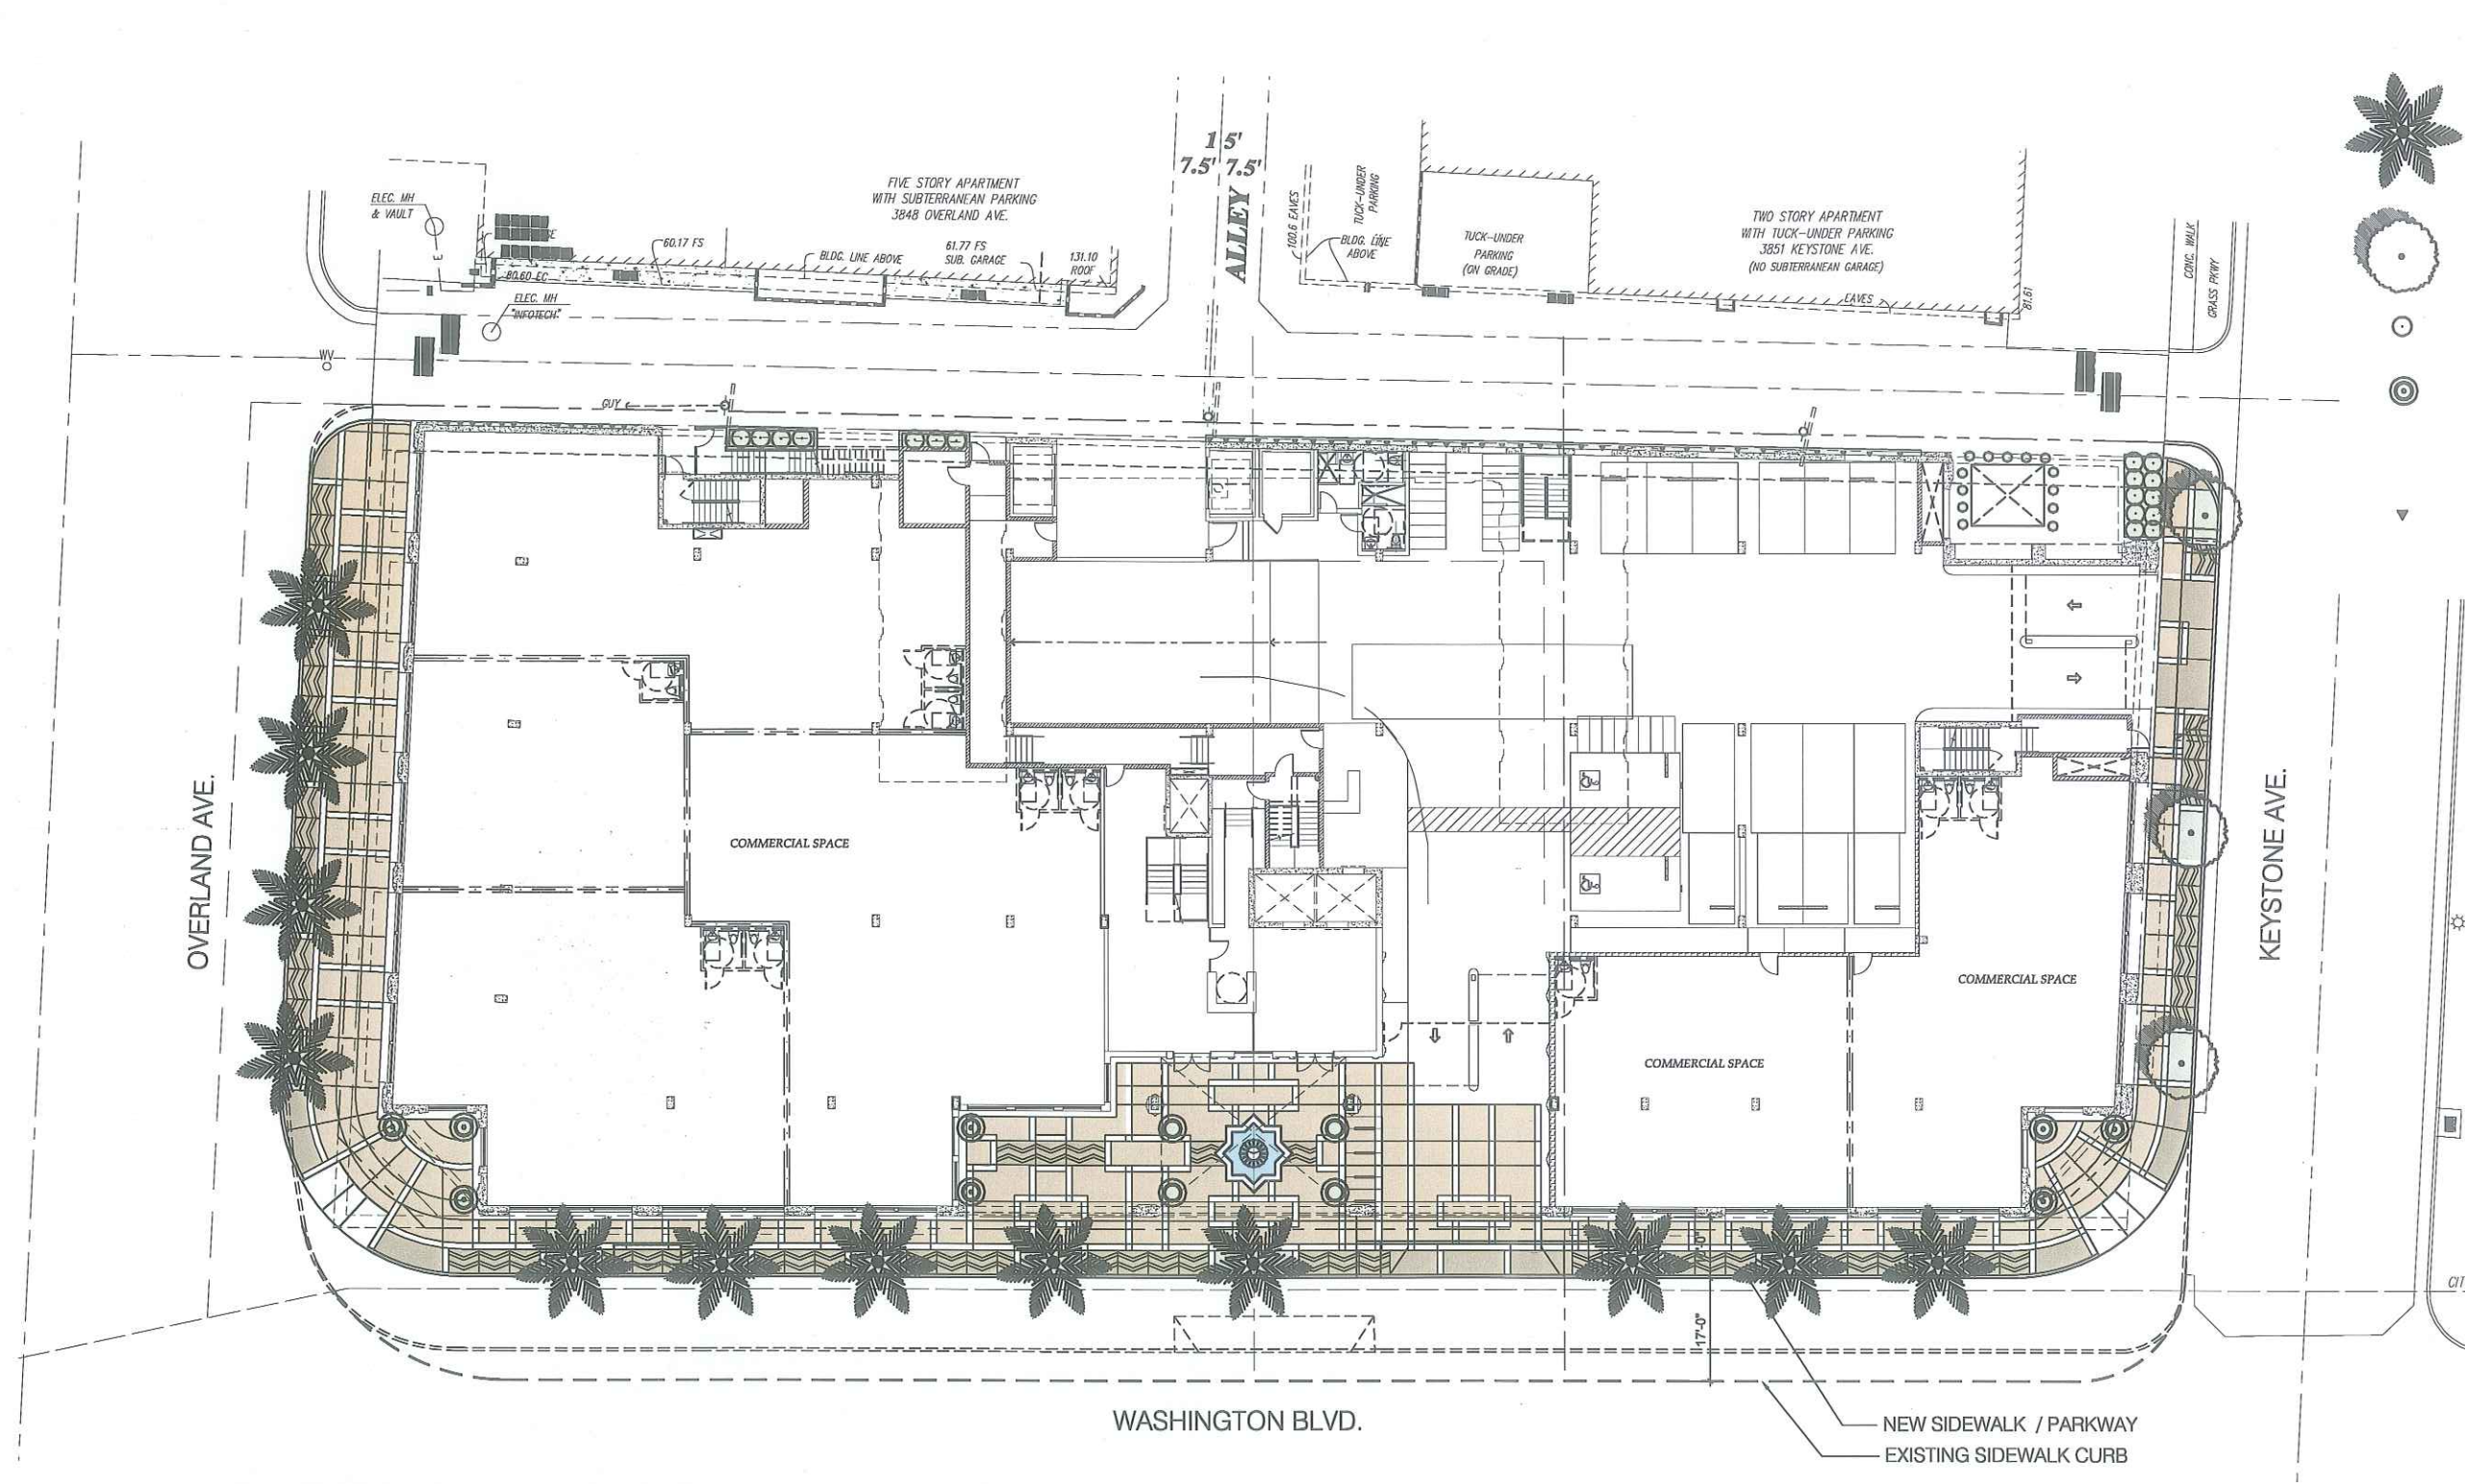 15'
7.5' 7.5'
ALLEY
ELEC. MH
& VAULT
FIVE STORY APARTMENT
WITH SUBTERRANEAN PARKING
3848 OVERLAND AVE.
60.17 FS
BLDG. LINE ABOVE
61.77 FS
SUB. GARAGE
131.10
ROOF
80.60 EC
ELEC. MH
"INFOTECH"
E
100.6 EAVES
TUCK-UNDER
PARKING
BLDG. LINE
ABOVE
TUCK-UNDER
PARKING
(ON GRADE)
TWO STORY APARTMENT
WITH TUCK-UNDER PARKING
3851 KEYSTONE AVE.
(NO SUBTERRANEAN GARAGE)
EAVES
81.61
CONC. WALK
GRASS PKWY
WV
GUY
OVERLAND AVE.
COMMERCIAL SPACE
COMMERCIAL SPACE
COMMERCIAL SPACE
KEYSTONE AVE.
CIT
17'-0"
WASHINGTON BLVD.
NEW SIDEWALK / PARKWAY
EXISTING SIDEWALK CURB